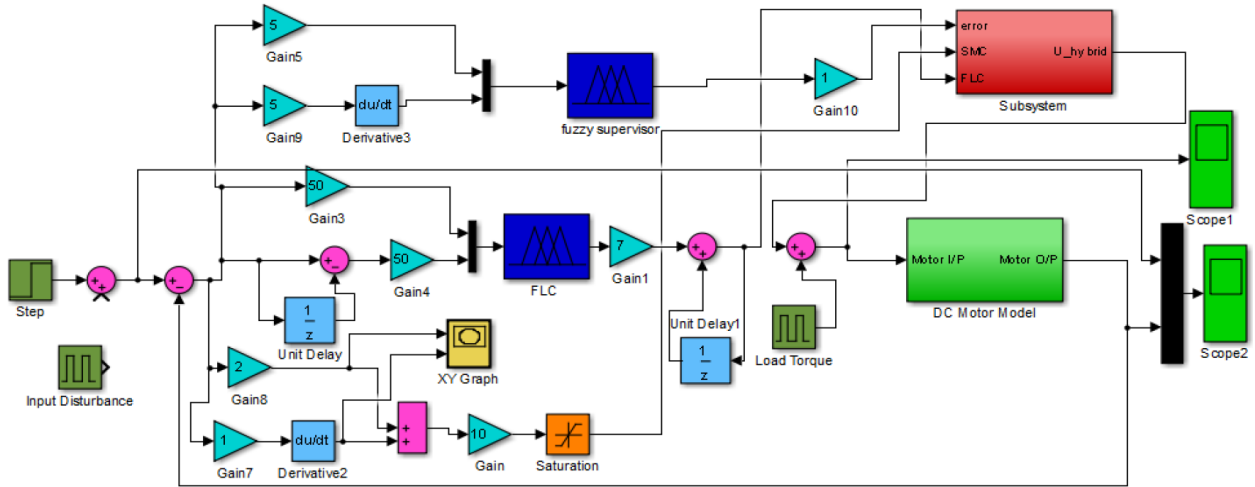 5
Gain5
5
Gain9
du/dt
Derivative3
fuzzy supervisor
1
Gain10
error
SMC
FLC
U_hybrid
Subsystem
Scope1
50
Gain3
Step
+
+
+
-
+
-
1
z
Unit Delay
50
Gain4
FLC
7
Gain1
+
+
Unit Delay1
1
z
+
+
Load Torque
Motor I/P
Motor O/P
DC Motor Model
Scope2
Input Disturbance
2
Gain8
XY Graph
1
Gain7
du/dt
Derivative2
+
+
10
Gain
Saturation